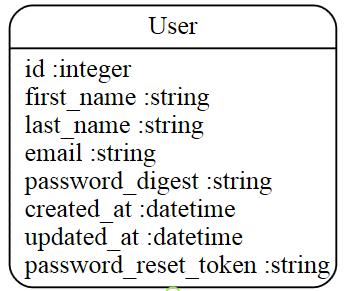 User
id :integer
first_name :string
last_name :string
email :string
password_digest :string
created_at :datetime
updated_at :datetime
password_reset_token :string